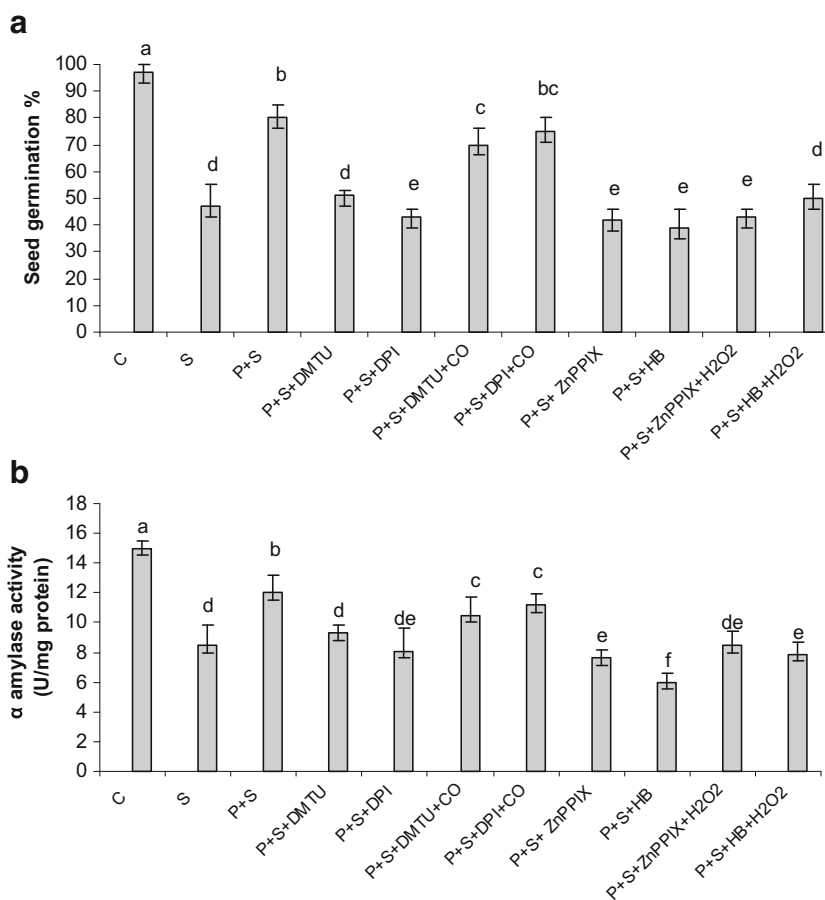 a
Seed germination %
100
90
80
70
60
50
40
30
20
10
0
a
d
b
d
e
c
bc
e
e
e
d
C
S
P+S
P+S+DMTU
P+S+DPI
P+S+DMTU+CO
P+S+DPI+CO
P+S+ ZnPPIX
P+S+HB
P+S+ZnPPIX+H2O2
P+S+HB+H2O2
b
α amylase activity
(U/mg protein)
18
16
14
12
10
8
6
4
2
0
a
d
b
d
de
c
c
e
f
de
e
C
S
P+S
P+S+DMTU
P+S+DPI
P+S+DMTU+CO
P+S+DPI+CO
P+S+ ZnPPIX
P+S+HB
P+S+ZnPPIX+H2O2
P+S+HB+H2O2